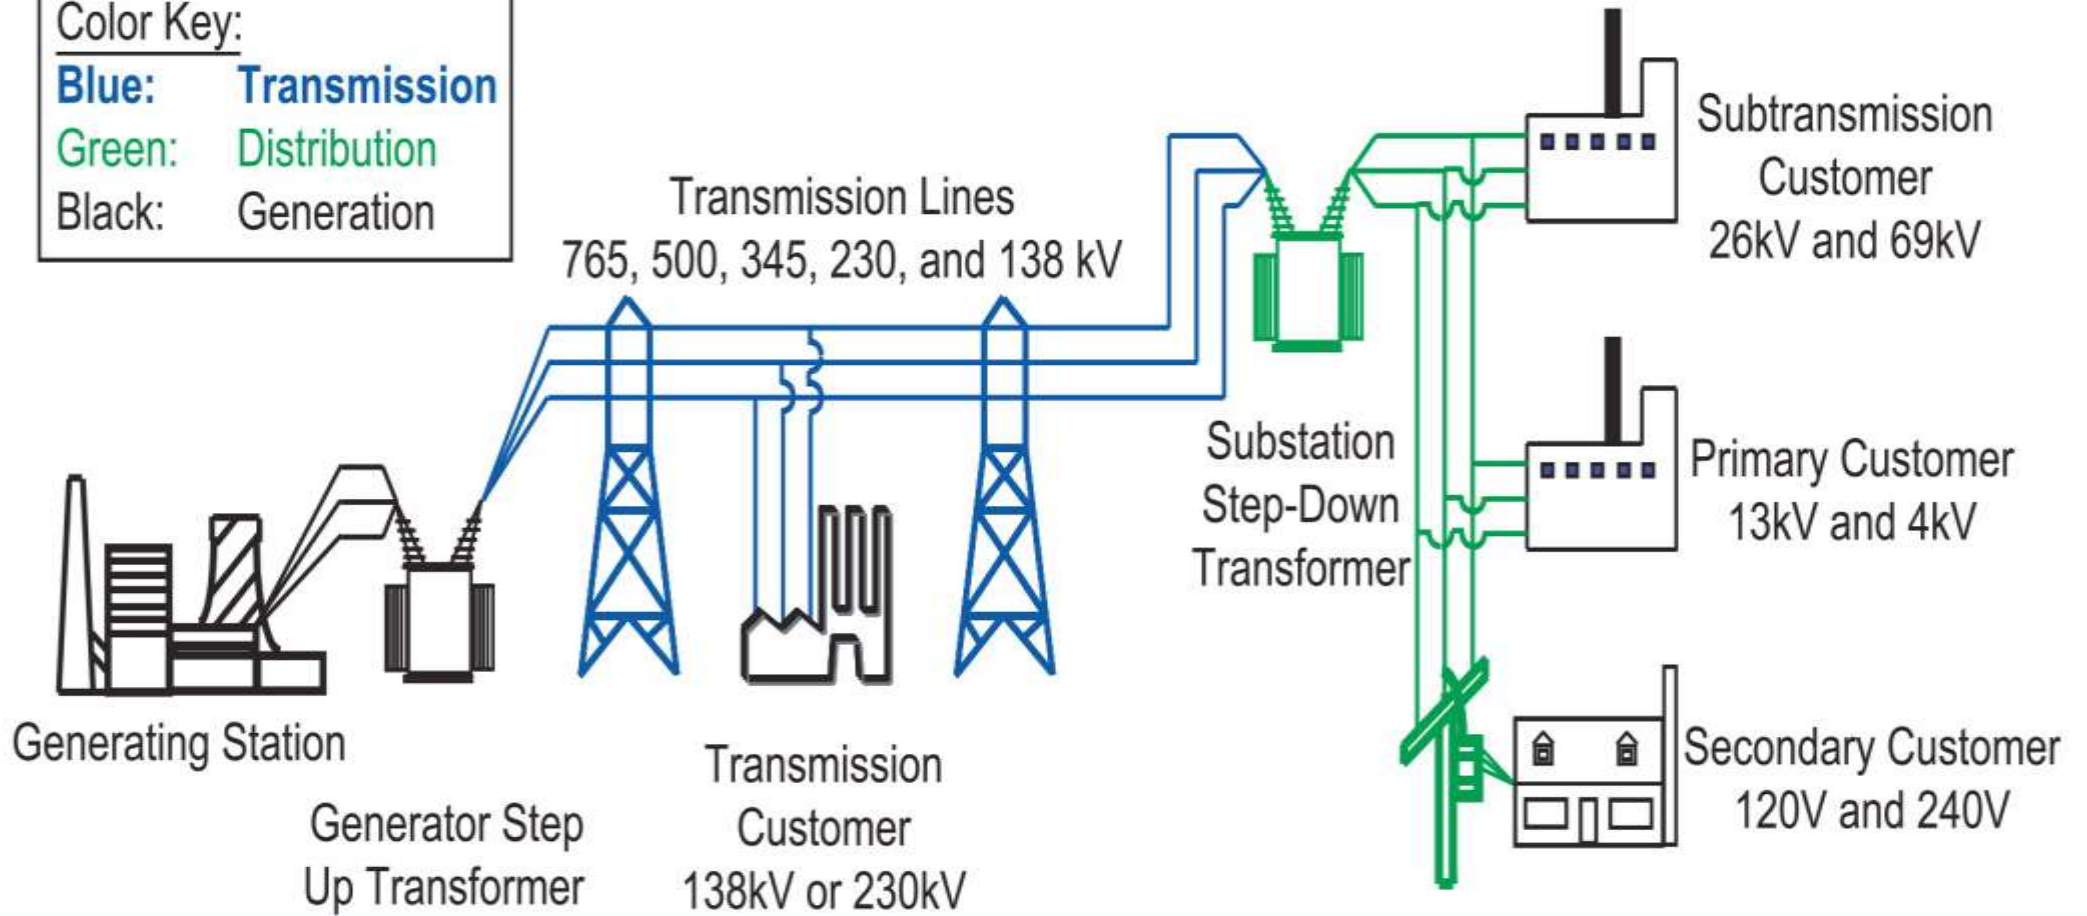 Color Key:
Blue: Transmission
Green: Distribution
Black: Generation
Transmission Lines
765, 500, 345, 230, and 138 kV
Subtransmission
Customer
26kV and 69kV
Substation
Step-Down
Transformer
Primary Customer
13kV and 4kV
Generating Station
Generator Step
Up Transformer
Transmission
Customer
138kV or 230kV
Secondary Customer
120V and 240V